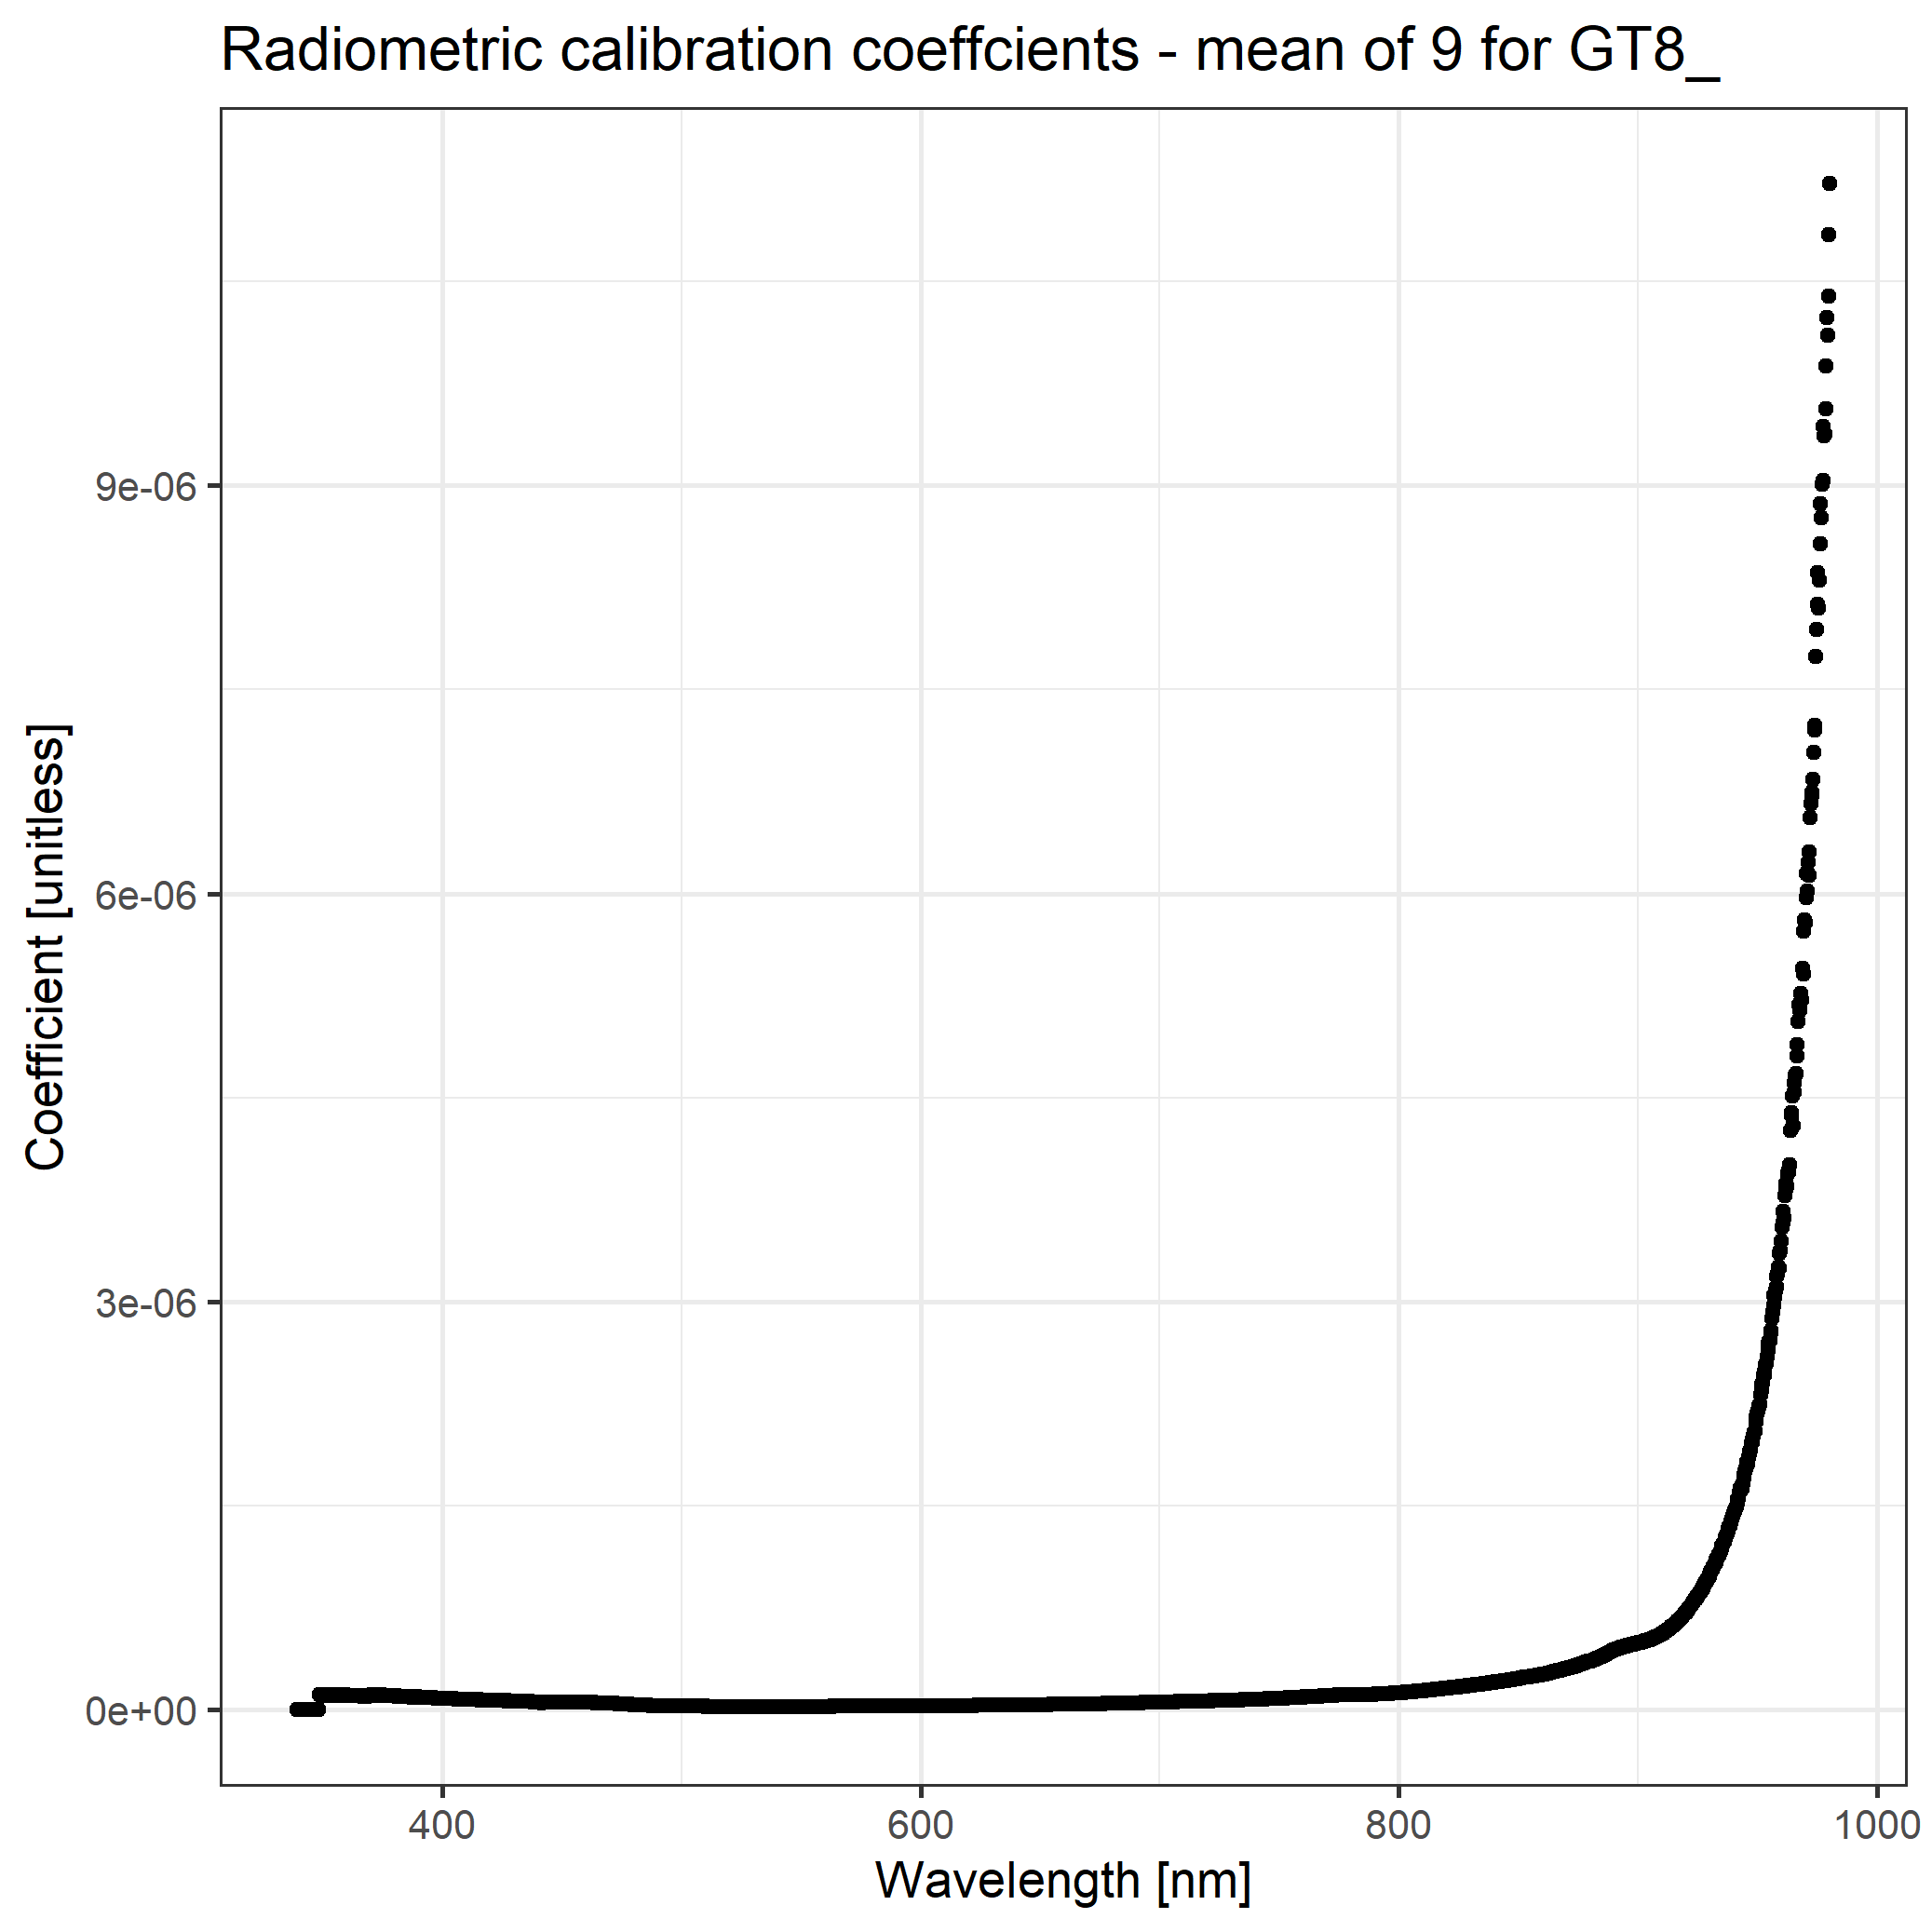 Radiometric calibration coeffcients - mean of 9 for GT8_
Coefficient [unitless]
9e-06
6e-06
3e-06
0e+00
400
600
800
1000
Wavelength [nm]